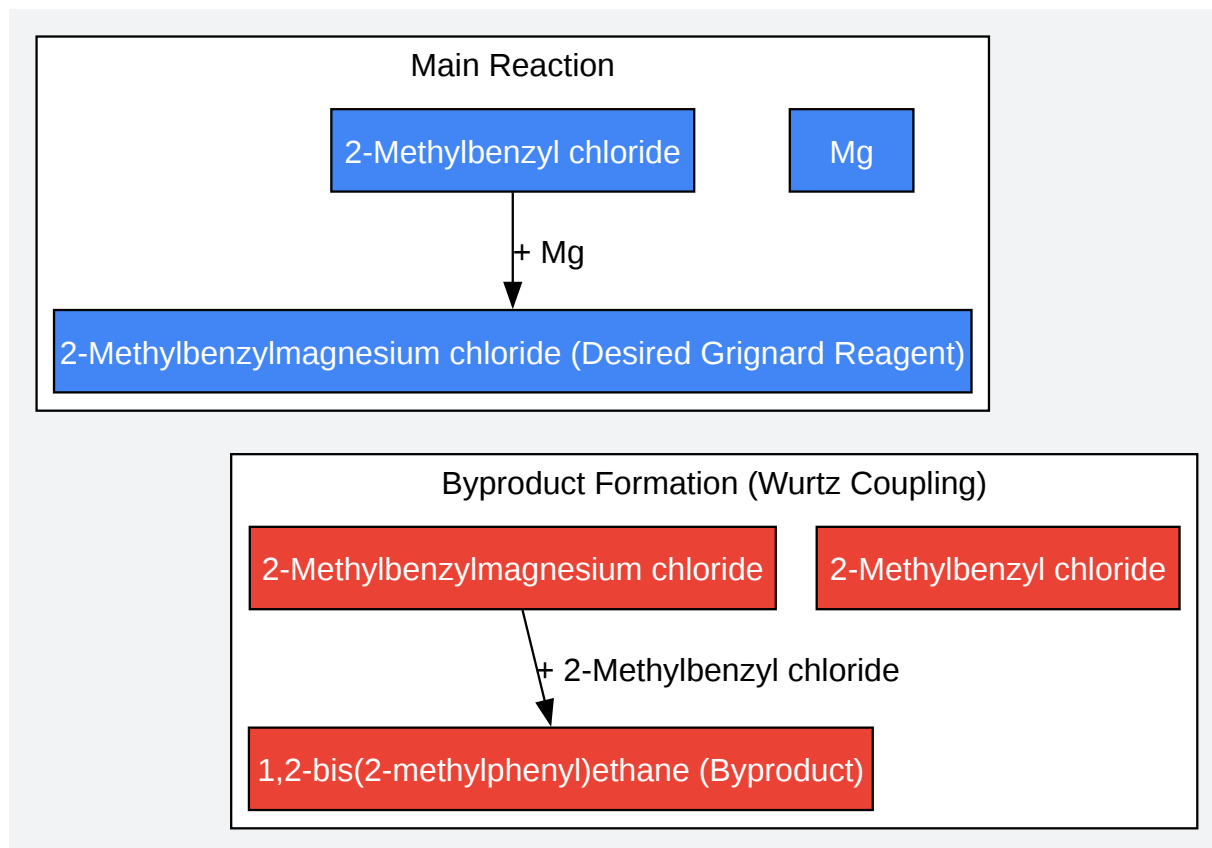 Main Reaction
2-Methylbenzyl chloride
Mg
+ Mg
2-Methylbenzylmagnesium chloride (Desired Grignard Reagent)
Byproduct Formation (Wurtz Coupling)
2-Methylbenzylmagnesium chloride
2-Methylbenzyl chloride
+ 2-Methylbenzyl chloride
1,2-bis(2-methylphenyl)ethane (Byproduct)